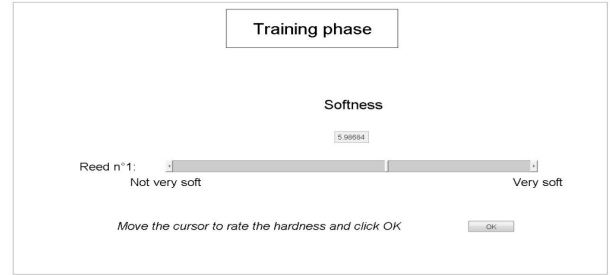 Training phase
Softness
5.98684
Reed n°1:
Not very soft Very soft
Move the cursor to rate the hardness and click OK OK